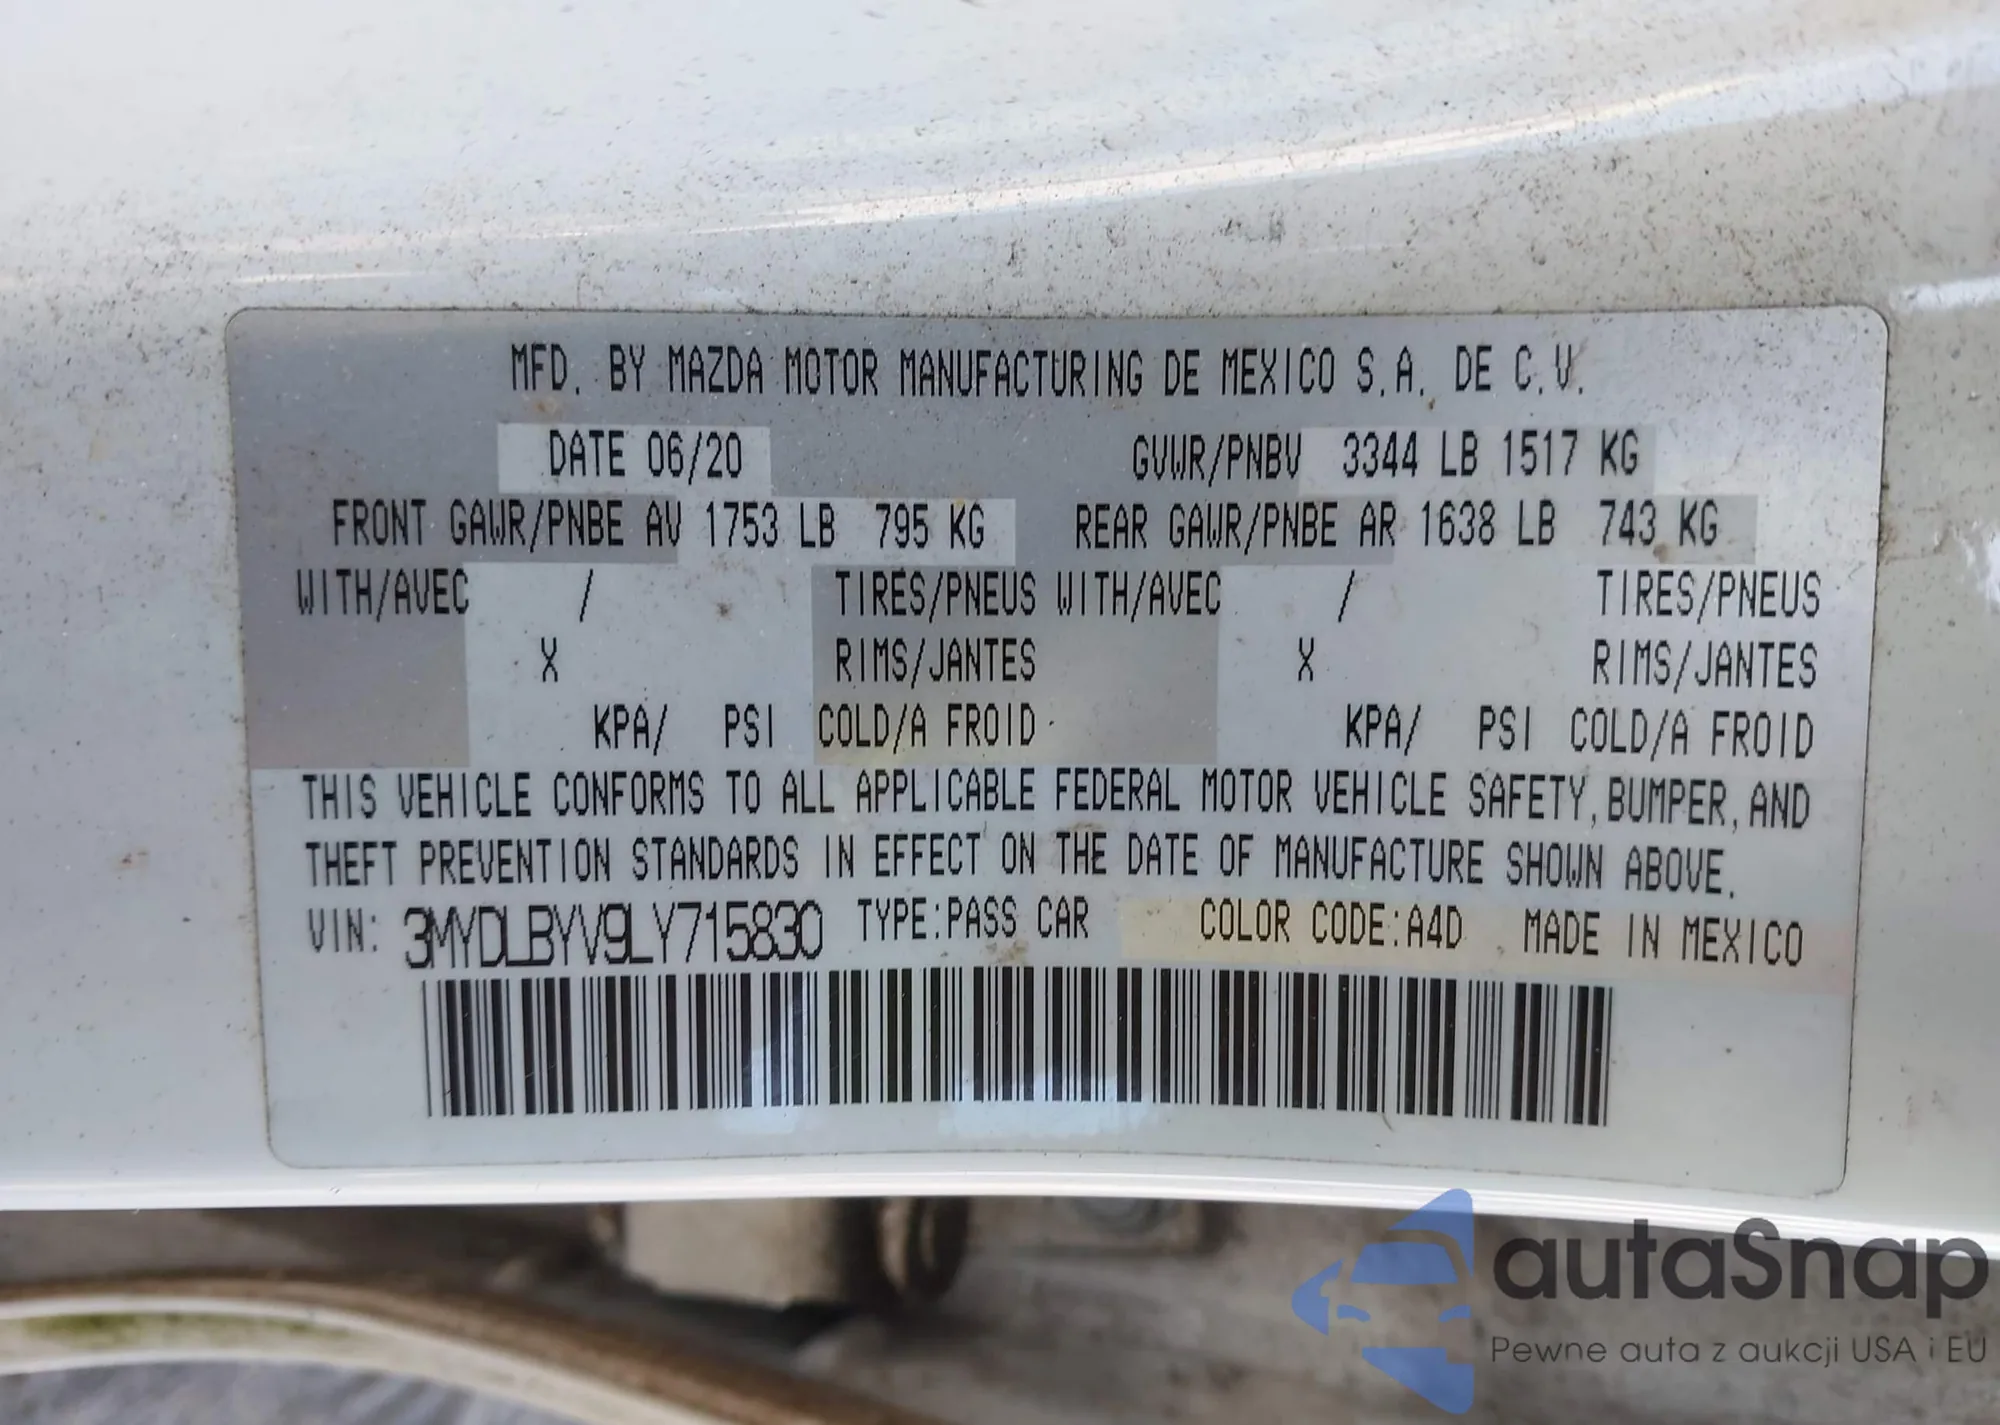 MFD. BY MAZDA MOTOR MANUFACTURING DE MEXICO S.A. DE C.V.
DATE 06/20 GVWR/PNBV 3344 LB 1517 KG
FRONT GAWR/PNBE AV 1753 LB 795 KG REAR GAWR/PNBE AR 1638 LB 743 KG
WITH/AVEC / TIRES/PNEUS WITH/AVEC / TIRES/PNEUS
X RIMS/JANTES X RIMS/JANTES
KPA/ PSI COLD/A FROID KPA/ PSI COLD/A FROID
THIS VEHICLE CONFORMS TO ALL APPLICABLE FEDERAL MOTOR VEHICLE SAFETY, BUMPER, AND
THEFT PREVENTION STANDARDS IN EFFECT ON THE DATE OF MANUFACTURE SHOWN ABOVE.
VIN: 3MYDLBYV9LY715830 TYPE:PASS CAR COLOR CODE:A4D MADE IN MEXICO
autaSnap
Pewne auta z aukcji USA i EU